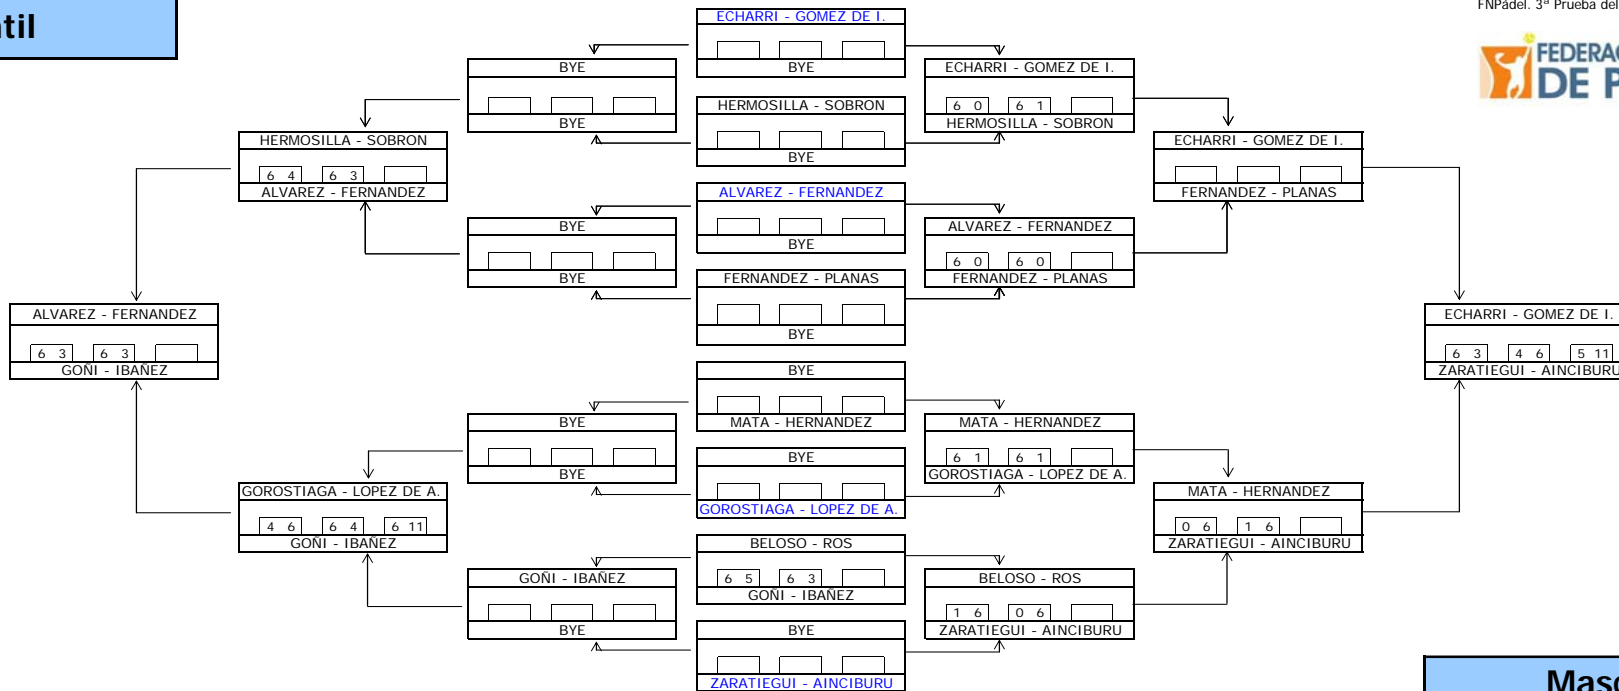 FNPádel. 3ª Prueba del
til
FEDERAC
DE P
ECHARRI - GOMEZ DE I.
BYE
HERMOSILLA - SOBRON
BYE
ALVAREZ - FERNANDEZ
BYE
FERNANDEZ - PLANAS
BYE
BYE
MATA - HERNANDEZ
BYE
GOROSTIAGA - LOPEZ DE A.
BELOSO - ROS
6 5 6 3
GOÑI - IBAÑEZ
BYE
ZARATIEGUI - AINCIBURU
BYE
BYE
BYE
BYE
BYE
BYE
GOÑI - IBAÑEZ
BYE
HERMOSILLA - SOBRON
6 4 6 3
ALVAREZ - FERNANDEZ
GOROSTIAGA - LOPEZ DE A.
4 6 6 4 6 11
GOÑI - IBAÑEZ
ALVAREZ - FERNANDEZ
6 3 6 3
GOÑI - IBAÑEZ
ECHARRI - GOMEZ DE I.
6 0 6 1
HERMOSILLA - SOBRON
ALVAREZ - FERNANDEZ
6 0 6 0
FERNANDEZ - PLANAS
MATA - HERNANDEZ
6 1 6 1
GOROSTIAGA - LOPEZ DE A.
BELOSO - ROS
1 6 0 6
ZARATIEGUI - AINCIBURU
ECHARRI - GOMEZ DE I.
FERNANDEZ - PLANAS
MATA - HERNANDEZ
0 6 1 6
ZARATIEGUI - AINCIBURU
ECHARRI - GOMEZ DE I.
6 3 4 6 5 11
ZARATIEGUI - AINCIBURU
Masc